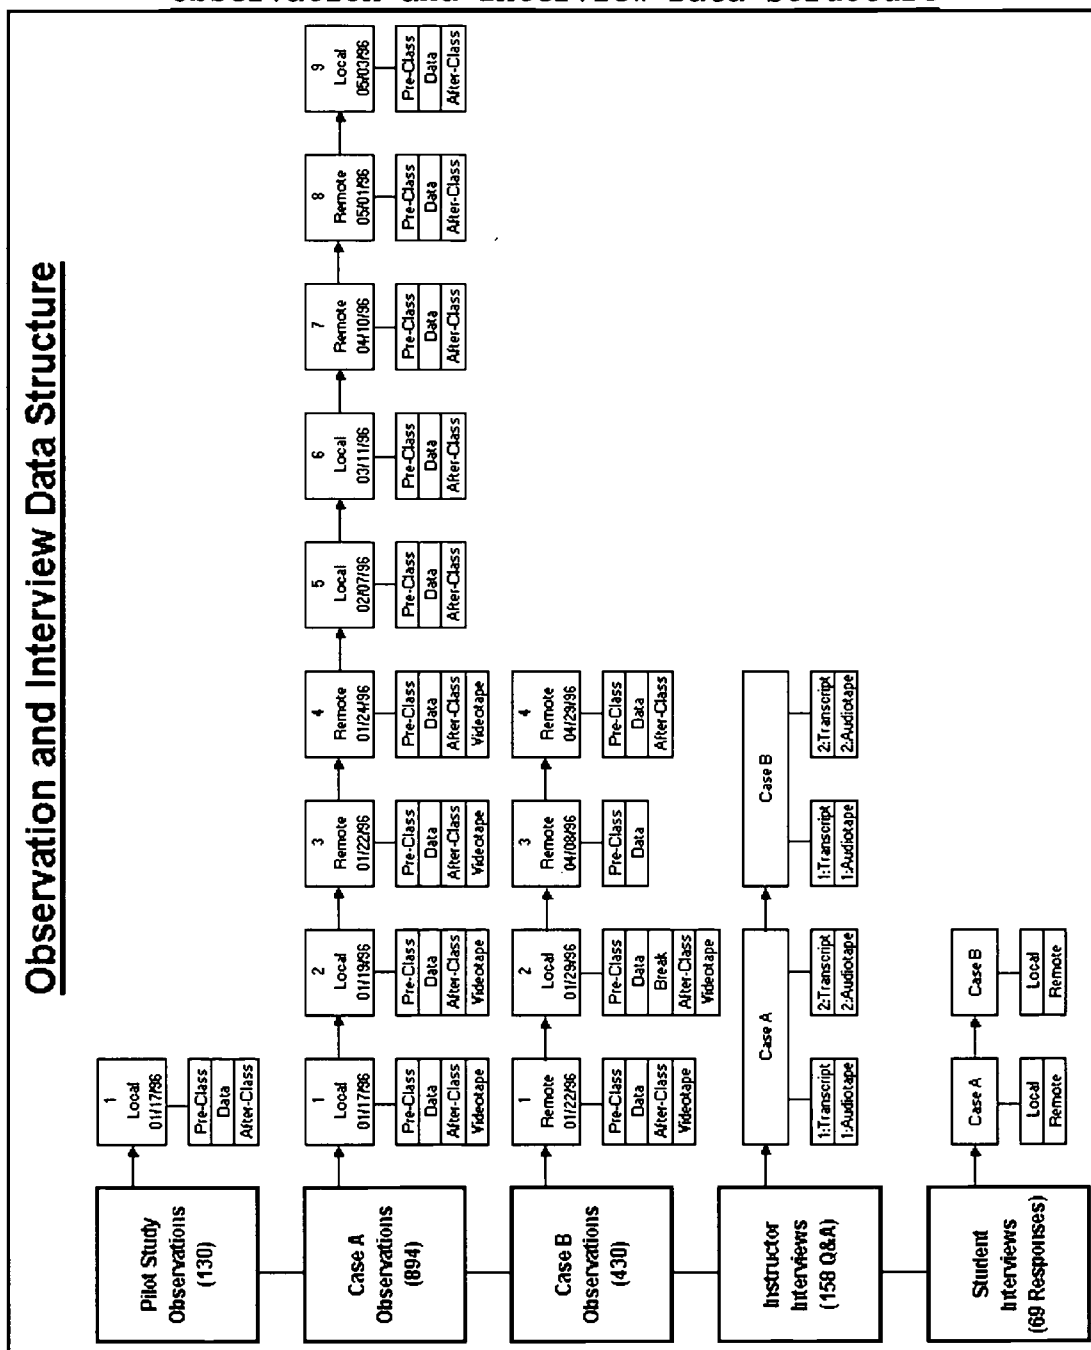 Observation and Interview Data Structure
Observation and Interview Data Structure
Pilot Study
Observations
(130)
1
Local
01/17/96
Pre-Class
Data
After-Class
Case A
Observations
(894)
1
Local
01/17/96
Pre-Class
Data
After-Class
Videotape
2
Local
01/19/96
Pre-Class
Data
After-Class
Videotape
3
Remote
01/22/96
Pre-Class
Data
After-Class
Videotape
4
Remote
01/24/96
Pre-Class
Data
After-Class
Videotape
5
Local
02/07/96
Pre-Class
Data
After-Class
6
Local
03/11/96
Pre-Class
Data
After-Class
7
Remote
04/10/96
Pre-Class
Data
After-Class
8
Remote
05/01/96
Pre-Class
Data
After-Class
9
Local
05/03/96
Pre-Class
Data
After-Class
Case B
Observations
(430)
1
Remote
01/22/96
Pre-Class
Data
After-Class
Videotape
2
Local
01/29/96
Pre-Class
Data
Break
After-Class
Videotape
3
Remote
04/08/96
Pre-Class
Data
4
Remote
04/29/96
Pre-Class
Data
After-Class
Instructor
Interviews
(158 Q&A)
Case A
1:Transcript
1:Audiotape
2:Transcript
2:Audiotape
Case B
1:Transcript
1:Audiotape
2:Transcript
2:Audiotape
Student
Interviews
(69 Responses)
Case A
Local
Remote
Case B
Local
Remote